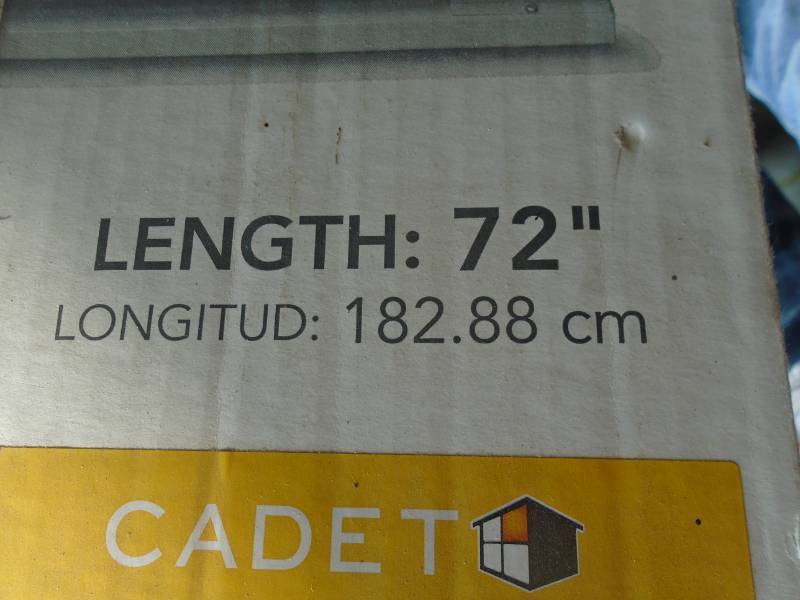 LENGTH: 72"
LONGITUD: 182.88 cm
CADET